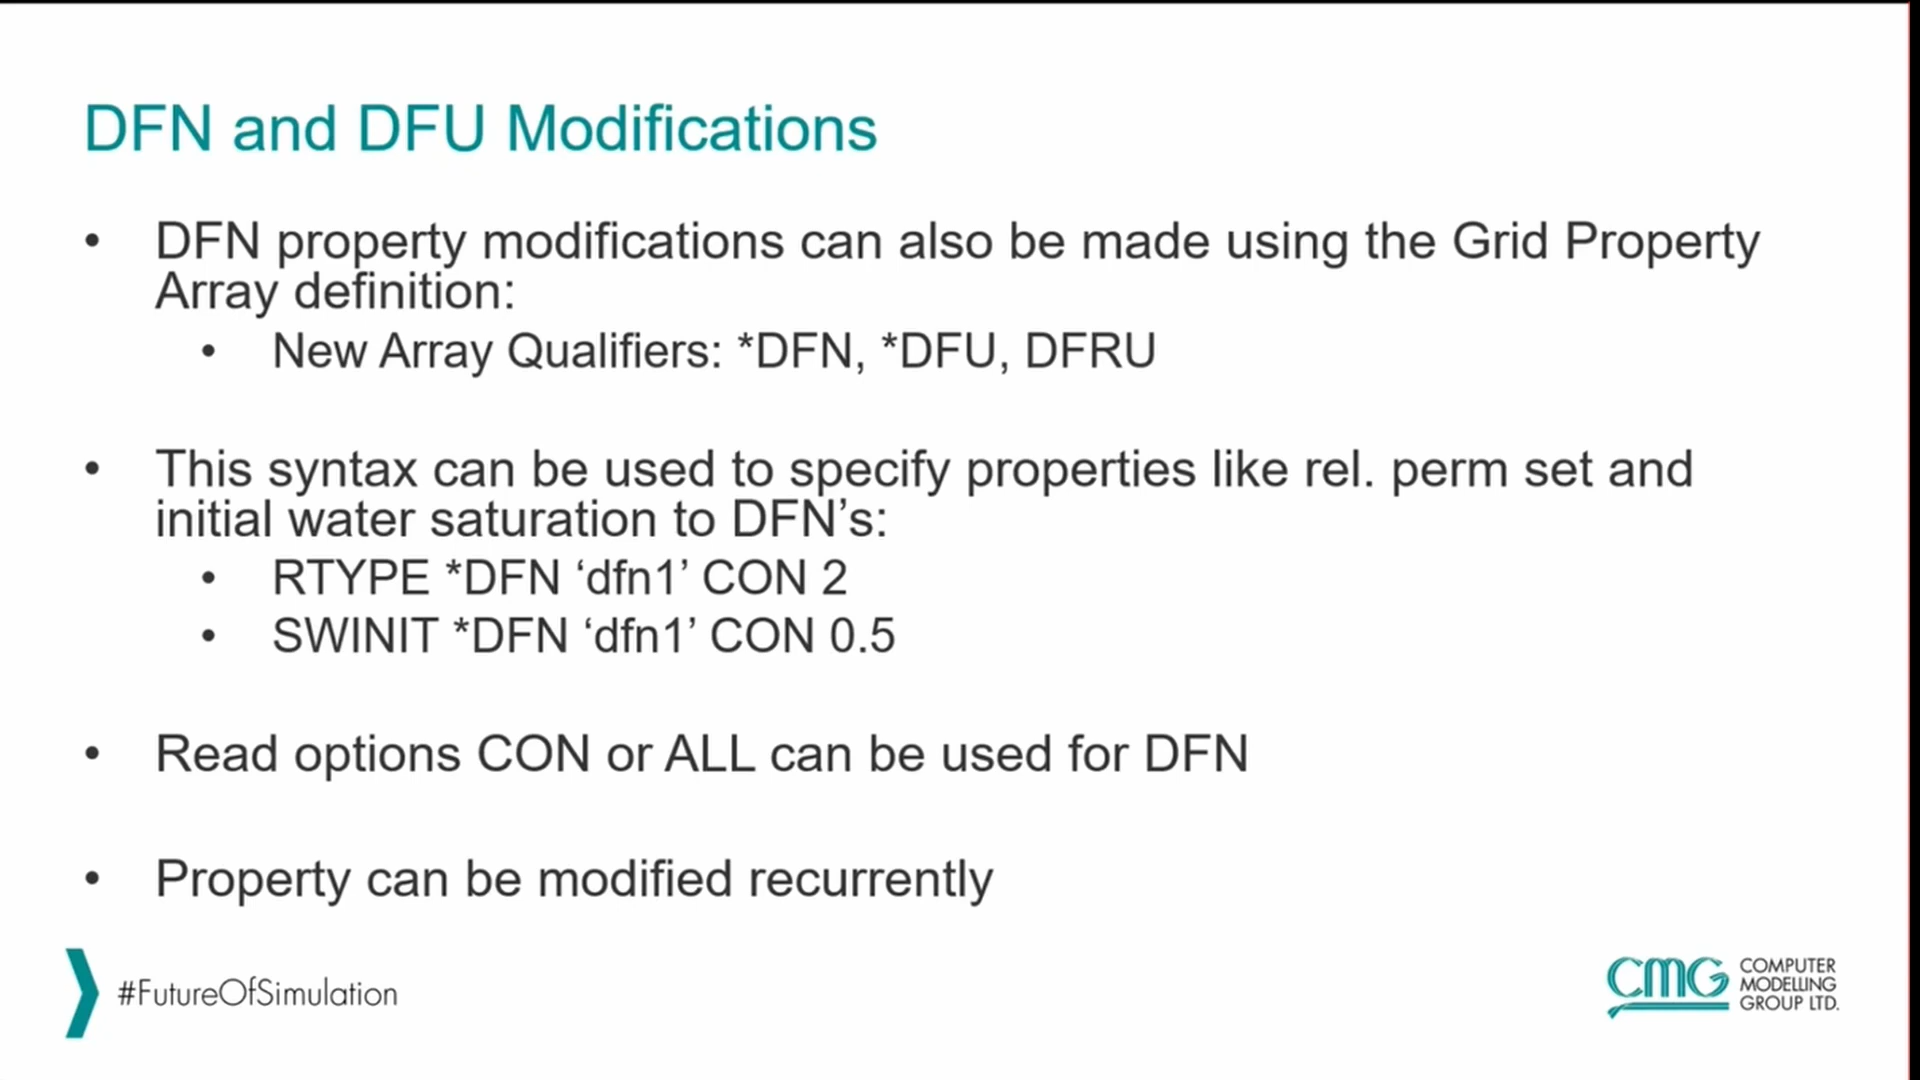 DFN and DFU Modifications
• DFN property modifications can also be made using the Grid Property
Array definition:
• New Array Qualifiers: *DFN, *DFU, DFRU
• This syntax can be used to specify properties like rel. perm set and
initial water saturation to DFN’s:
• RTYPE *DFN ‘dfn1’ CON 2
• SWINIT *DFN ‘dfn1’ CON 0.5
• Read options CON or ALL can be used for DFN
• Property can be modified recurrently
#FutureOfSimulation
CMG
COMPUTER
MODELLING
GROUP LTD.